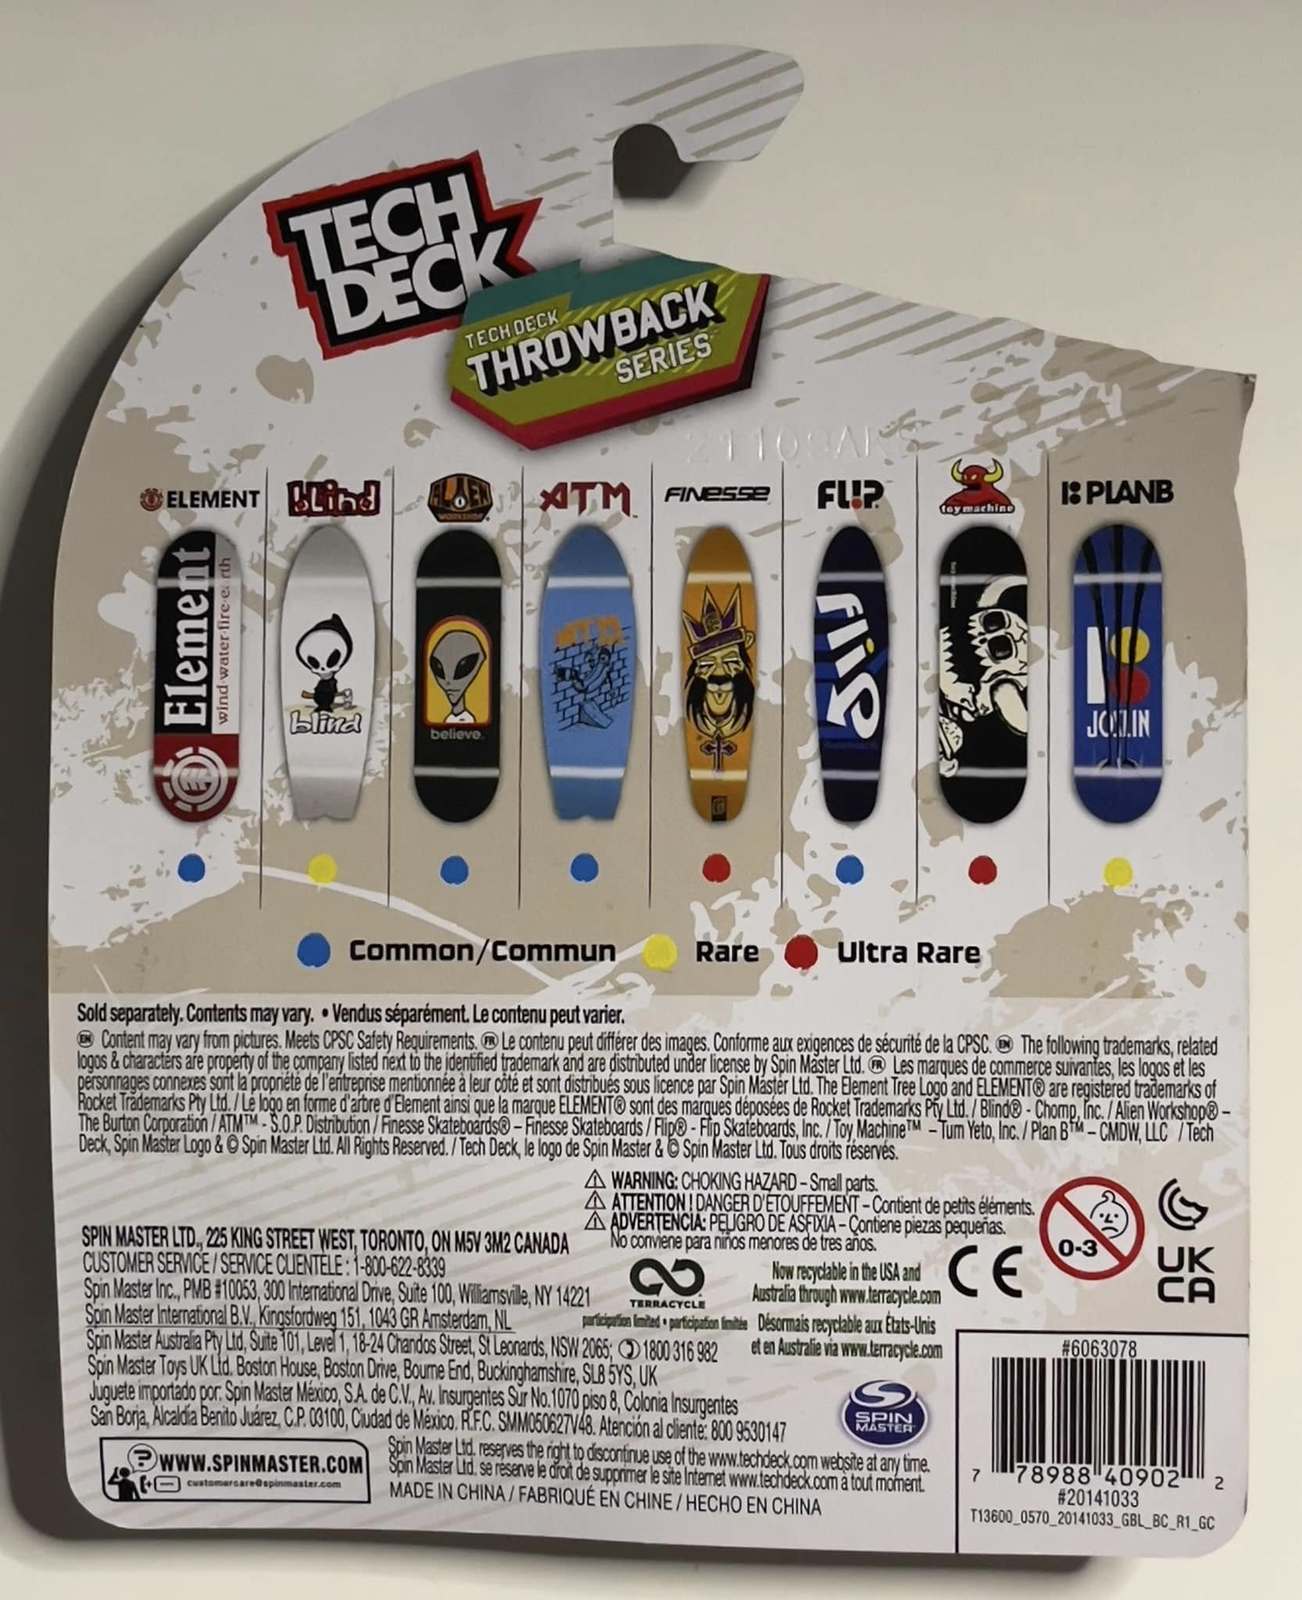 TECH
DECK
TECH DECK
THROWBACK
SERIES
ELEMENT
blind
ALIEN
WORKSHOP
ATM
FINESSE
FLIP
toy machine
PLANB
Element
wind·water·fire·earth
blind
believe.
ATM
flip
JOSLIN
Common/Commun
Rare
Ultra Rare
Sold separately. Contents may vary. • Vendus séparément. Le contenu peut varier.
EN Content may vary from pictures. Meets CPSC Safety Requirements. FR Le contenu peut différer des images. Conforme aux exigences de sécurité de la CPSC. EN The following trademarks, related
logos & characters are property of the company listed next to the identified trademark and are distributed under license by Spin Master Ltd. FR Les marques de commerce suivantes, les logos et les
personnages connexes sont la propriété de l'entreprise mentionnée à leur côté et sont distribués sous licence par Spin Master Ltd. The Element Tree Logo and ELEMENT® are registered trademarks of
Rocket Trademarks Pty Ltd. / Le logo en forme d'arbre d'Element ainsi que la marque ELEMENT® sont des marques déposées de Rocket Trademarks Pty Ltd. / Blind® - Chomp, Inc. / Alien Workshop® –
The Burton Corporation / ATM™ - S.O.P. Distribution / Finesse Skateboards® – Finesse Skateboards / Flip® - Flip Skateboards, Inc. / Toy Machine™ – Tum Yeto, Inc. / Plan B™ – CMDW, LLC / Tech
Deck, Spin Master Logo & © Spin Master Ltd. All Rights Reserved. / Tech Deck, le logo de Spin Master & © Spin Master Ltd. Tous droits réservés.
WARNING: CHOKING HAZARD – Small parts.
ATTENTION ! DANGER D'ÉTOUFFEMENT – Contient de petits éléments.
ADVERTENCIA: PELIGRO DE ASFIXIA – Contiene piezas pequeñas.
No conviene para niños menores de tres años.
0-3
UK
CA
CE
SPIN MASTER LTD., 225 KING STREET WEST, TORONTO, ON M5V 3M2 CANADA
CUSTOMER SERVICE / SERVICE CLIENTÈLE : 1-800-622-8339
Spin Master Inc., PMB #10053, 300 International Drive, Suite 100, Williamsville, NY 14221
Spin Master International B.V., Kingsfordweg 151, 1043 GR Amsterdam, NL
Spin Master Australia Pty Ltd, Suite 101, Level 1, 18-24 Chandos Street, St Leonards, NSW 2065; 1800 316 982
Spin Master Toys UK Ltd. Boston House, Boston Drive, Bourne End, Buckinghamshire, SL8 5YS, UK
Juguete importado por: Spin Master México, S.A. de C.V., Av. Insurgentes Sur No.1070 piso 8, Colonia Insurgentes
San Borja, Alcaldía Benito Juárez, C.P. 03100, Ciudad de México. R.F.C. SMM050627V48. Atención al cliente: 800 9530147
TERRACYCLE
participation limited • participation limitée
Now recyclable in the USA and
Australia through www.terracycle.com
Désormais recyclable aux États-Unis
et en Australie via www.terracycle.com
SPIN
MASTER
WWW.SPINMASTER.COM
customercare@spinmaster.com
Spin Master Ltd. reserves the right to discontinue use of the www.techdeck.com website at any time.
Spin Master Ltd. se réserve le droit de supprimer le site Internet www.techdeck.com à tout moment.
MADE IN CHINA / FABRIQUÉ EN CHINE / HECHO EN CHINA
#6063078
7 78988 40902 2
#20141033
T13600_0570_20141033_GBL_BC_R1_GC